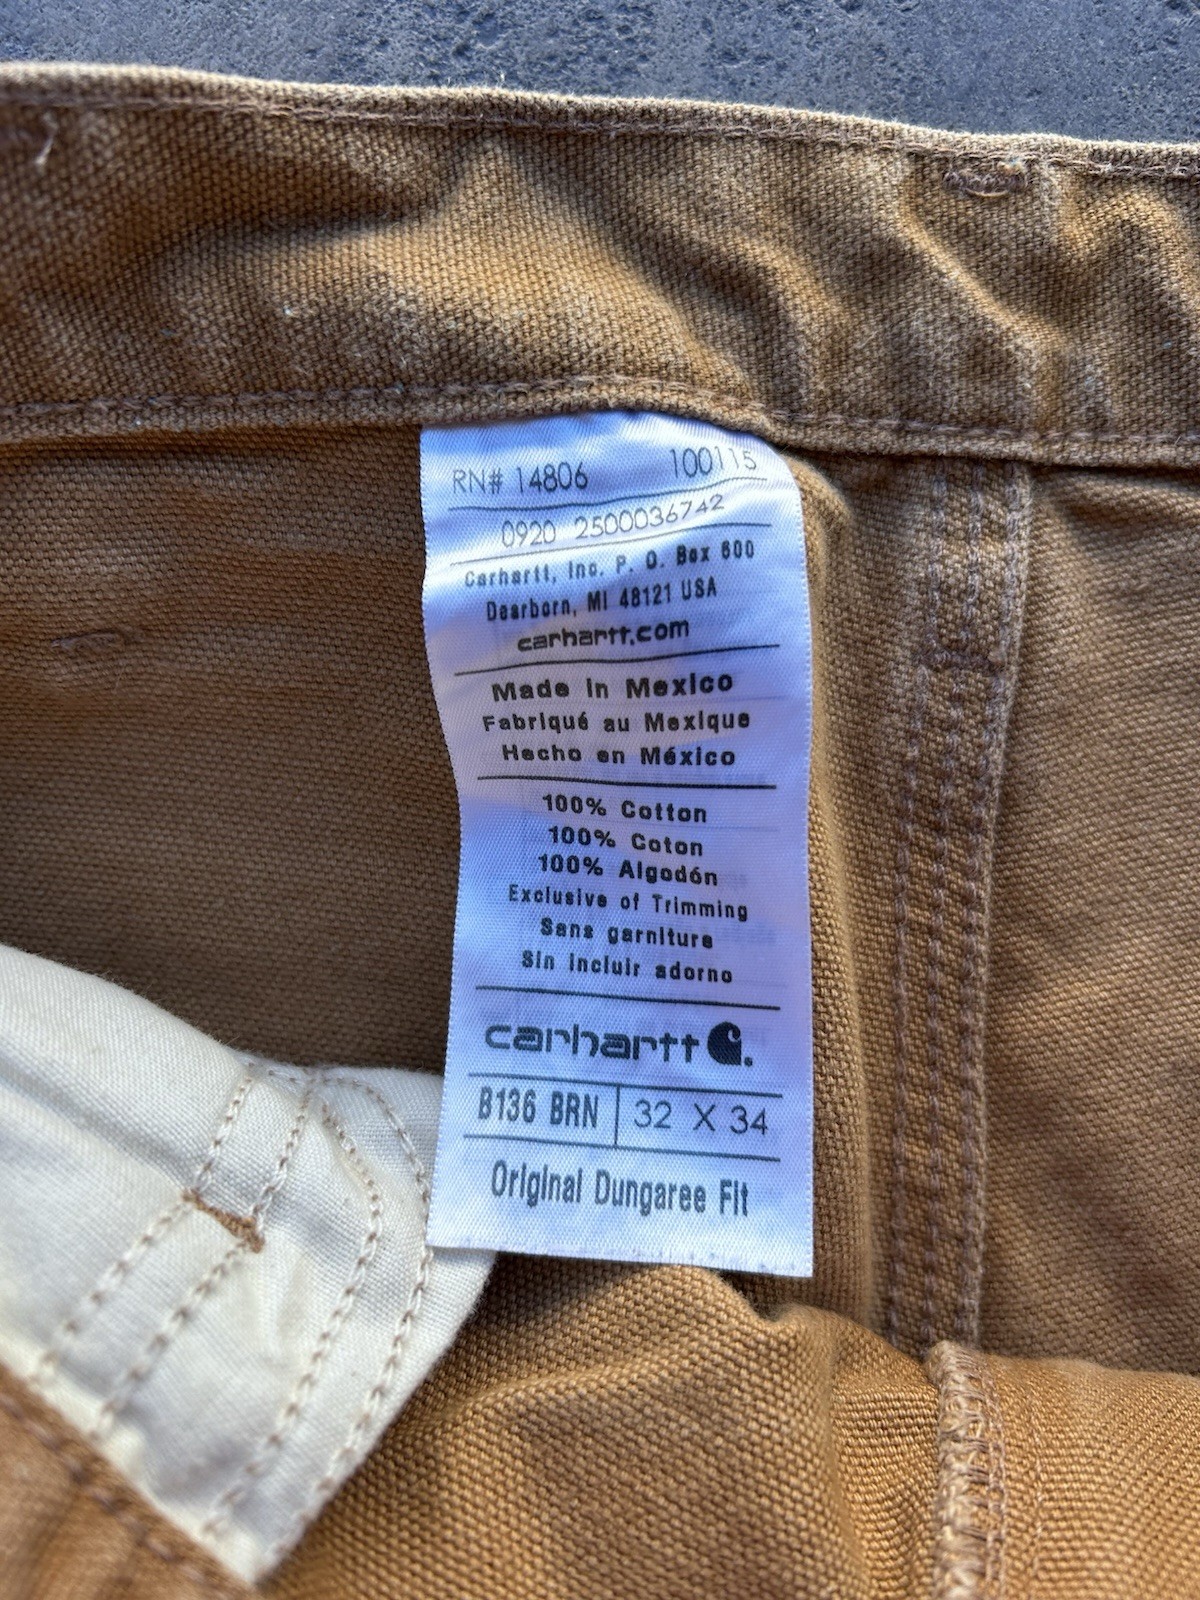 RN# 14806 100115
0920 2500036742
Carhartt, Inc. P. O. Box 600
Dearborn, MI 48121 USA
carhartt.com
Made in Mexico
Fabriqué au Mexique
Hecho en México
100% Cotton
100% Coton
100% Algodón
Exclusive of Trimming
Sans garniture
Sin incluir adorno
carhartt
B136 BRN 32 X 34
Original Dungaree Fit